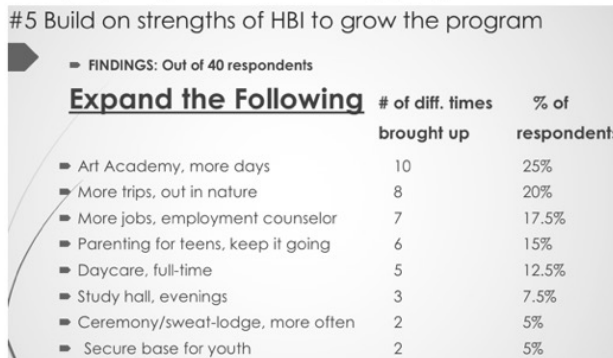 #5 Build on strengths of HBI to grow the program
FINDINGS: Out of 40 respondents
Expand the Following # of diff. times % of
brought up respondents
Art Academy, more days 10 25%
More trips, out in nature 8 20%
More jobs, employment counselor 7 17.5%
Parenting for teens, keep it going 6 15%
Daycare, full-time 5 12.5%
Study hall, evenings 3 7.5%
Ceremony/sweat-lodge, more often 2 5%
Secure base for youth 2 5%